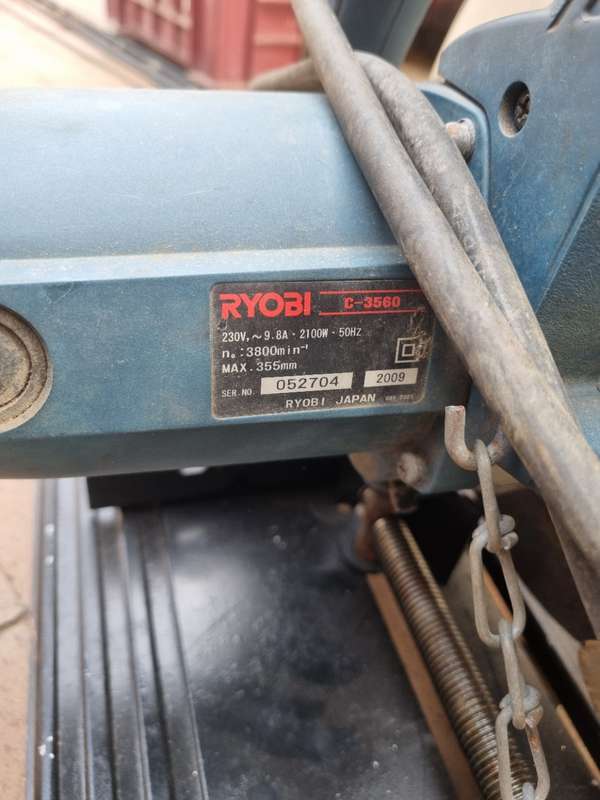 RYOBI C-3560
230V, ~9.8A · 2100W · 50Hz
n₀:3800min⁻¹
MAX. 355mm
SER. NO. 052704 2009
RYOBI JAPAN